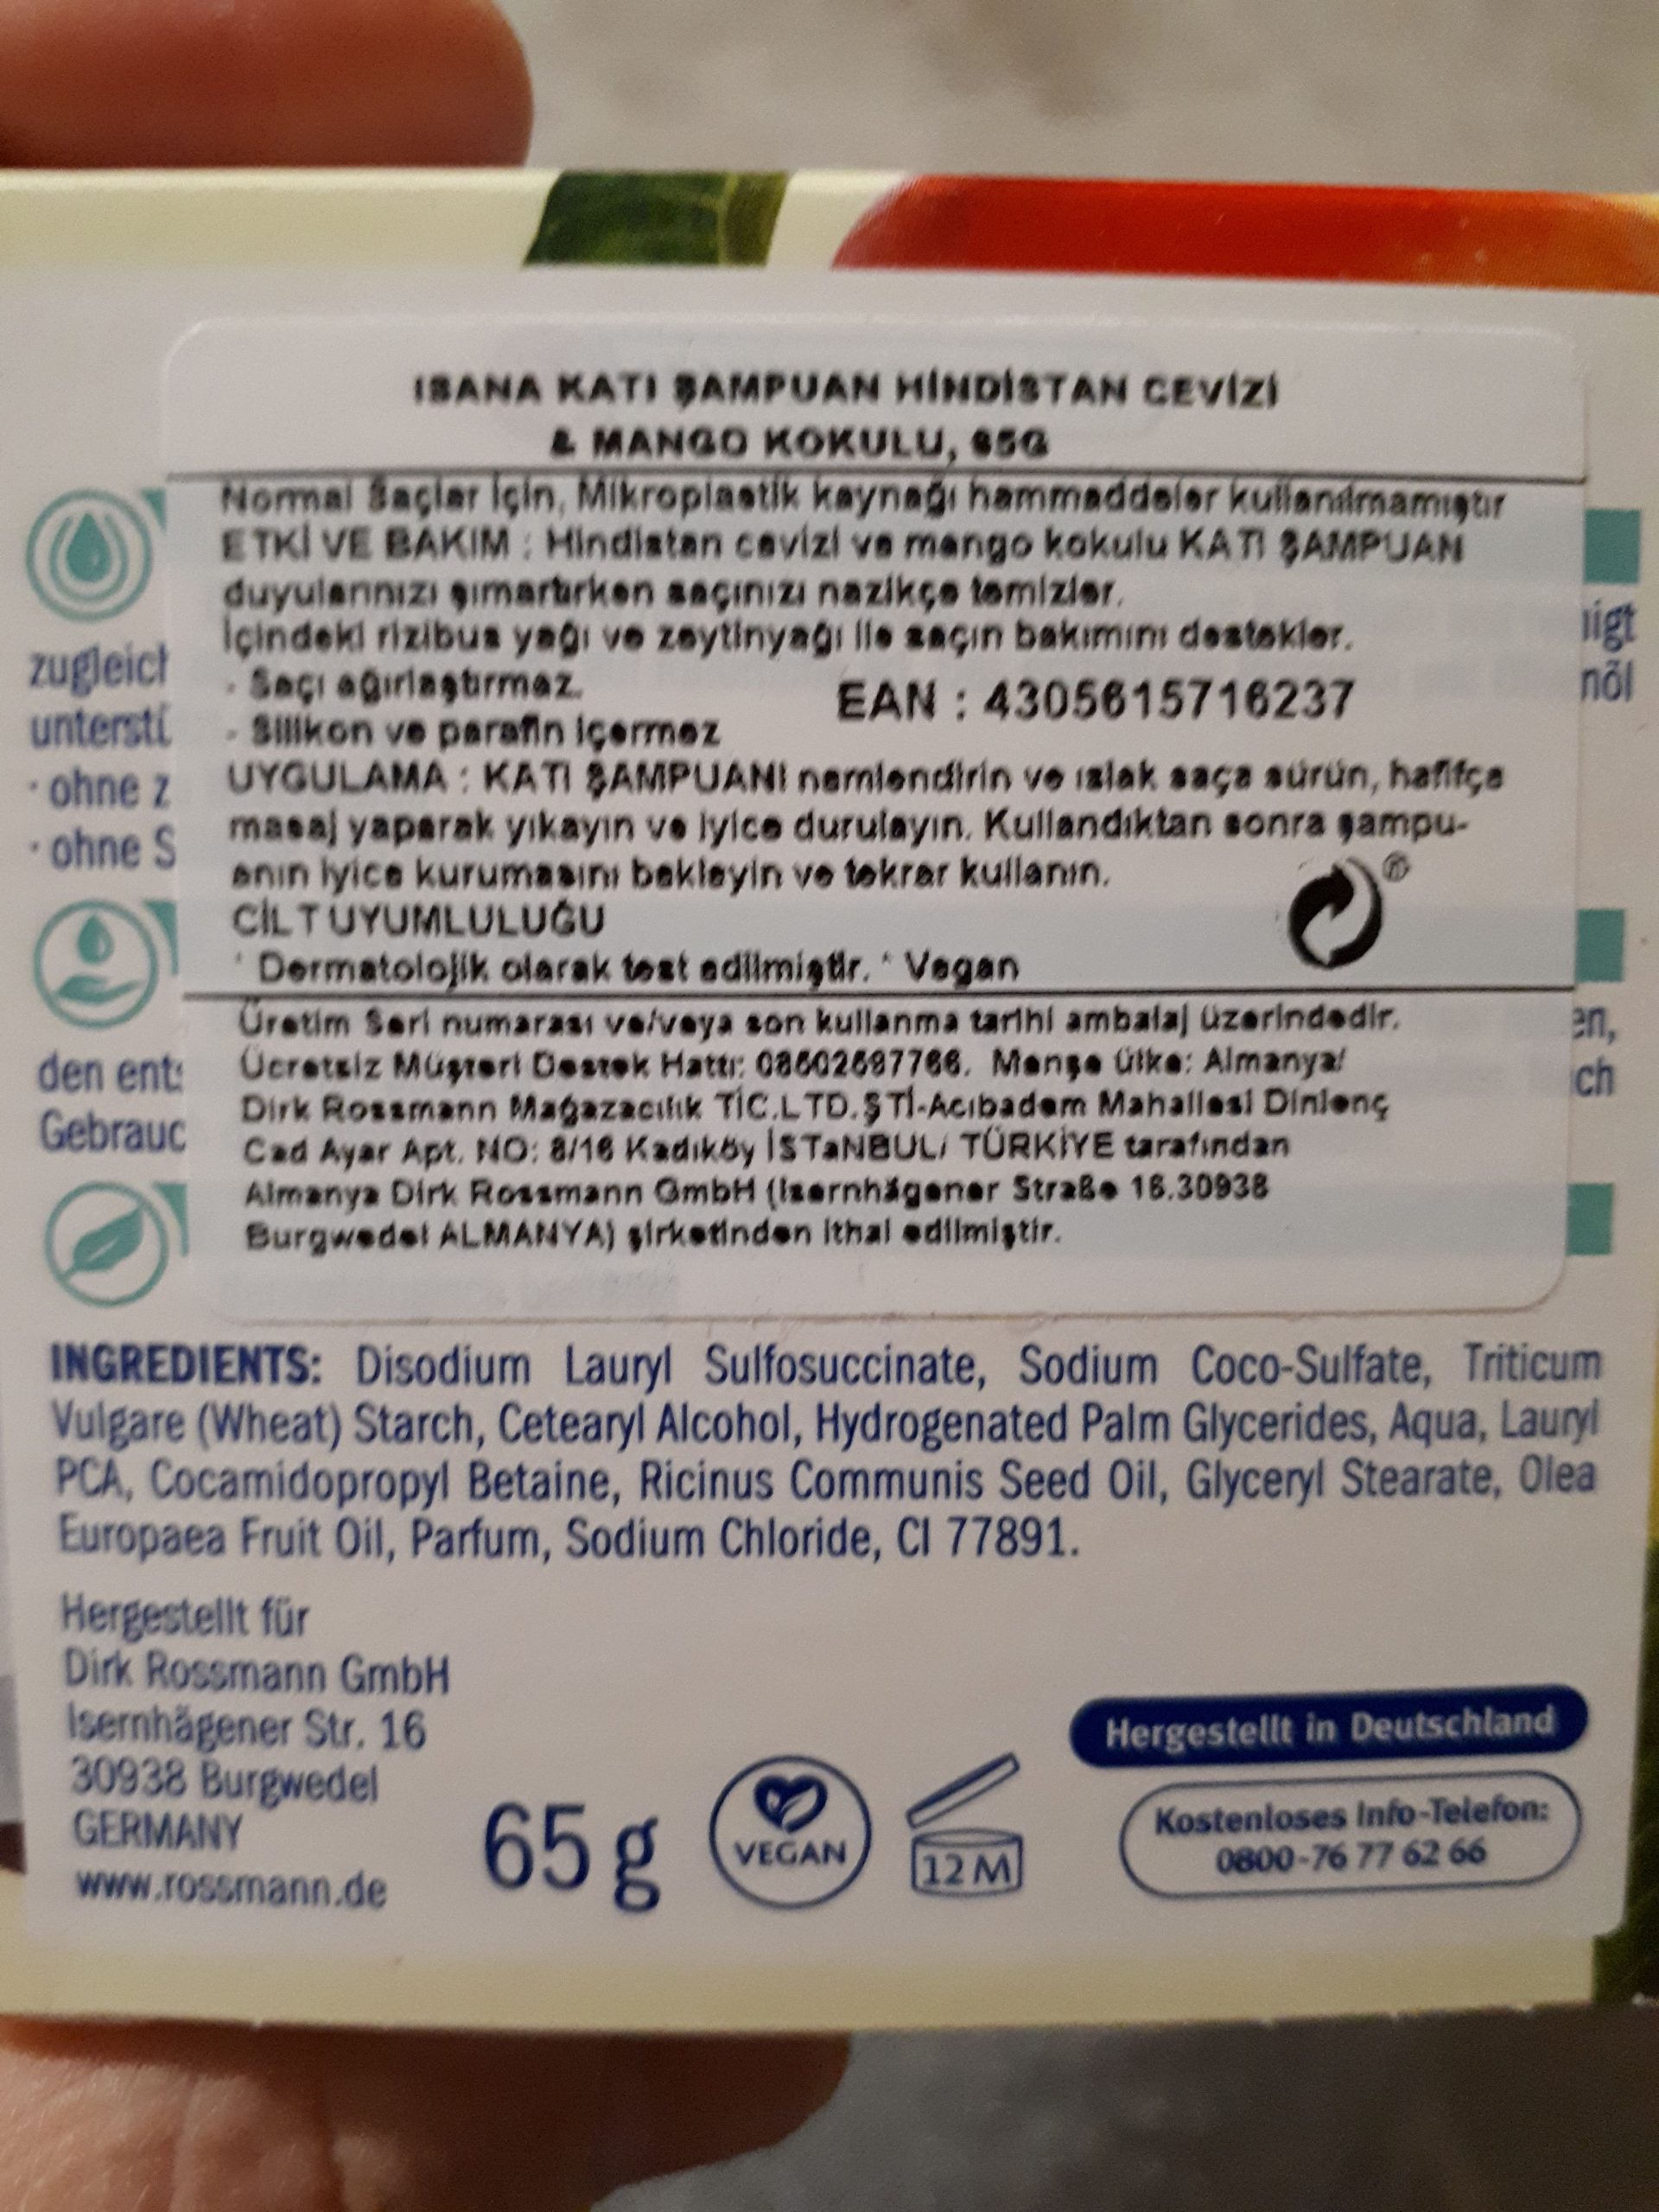 ISANA KATI ŞAMPUAN HİNDİSTAN CEVİZİ
& MANGO KOKULU, 65G
Normal Saçlar İçin, Mikroplastik kaynağı hammaddeler kullanılmamıştır
ETKİ VE BAKIM : Hindistan cevizi ve mango kokulu KATI ŞAMPUAN
duyularınızı şımartırken saçınızı nazikçe temizler.
İçindeki rizibus yağı ve zeytinyağı ile saçın bakımını destekler.
- Saçı ağırlaştırmaz.
EAN : 4305615716237
- Silikon ve parafin içermez
UYGULAMA : KATI ŞAMPUANI nemlendirin ve ıslak saça sürün, hafifçe
masaj yaparak yıkayın ve iyice durulayın. Kullandıktan sonra şampu-
anın iyice kurumasını bekleyin ve tekrar kullanın.
®
CİLT UYUMLULUĞU
* Dermatolojik olarak test edilmiştir. * Vegan
Üretim Seri numarası ve/veya son kullanma tarihi ambalaj üzerindedir.
Ücretsiz Müşteri Destek Hattı: 08502697766. Menşe ülke: Almanya/
Dirk Rossmann Mağazacılık TİC.LTD.ŞTİ-Acıbadem Mahallesi Dinlenç
Cad Ayar Apt. NO: 8/16 Kadıköy İSTaNBUL/ TÜRKİYE tarafından
Almanya Dirk Rossmann GmbH (Isernhägener Straße 16.30938
Burgwedel ALMANYA) şirketinden ithal edilmiştir.
zugleich
unterstü
· ohne z
· ohne S
nigt
nöl
den ent
Gebrauc
en,
ich
INGREDIENTS: Disodium Lauryl Sulfosuccinate, Sodium Coco-Sulfate, Triticum
Vulgare (Wheat) Starch, Cetearyl Alcohol, Hydrogenated Palm Glycerides, Aqua, Lauryl
PCA, Cocamidopropyl Betaine, Ricinus Communis Seed Oil, Glyceryl Stearate, Olea
Europaea Fruit Oil, Parfum, Sodium Chloride, CI 77891.
Hergestellt für
Dirk Rossmann GmbH
Isernhägener Str. 16
30938 Burgwedel
GERMANY
www.rossmann.de
65 g
VEGAN
12 M
Hergestellt in Deutschland
Kostenloses Info-Telefon:
0800-76 77 62 66